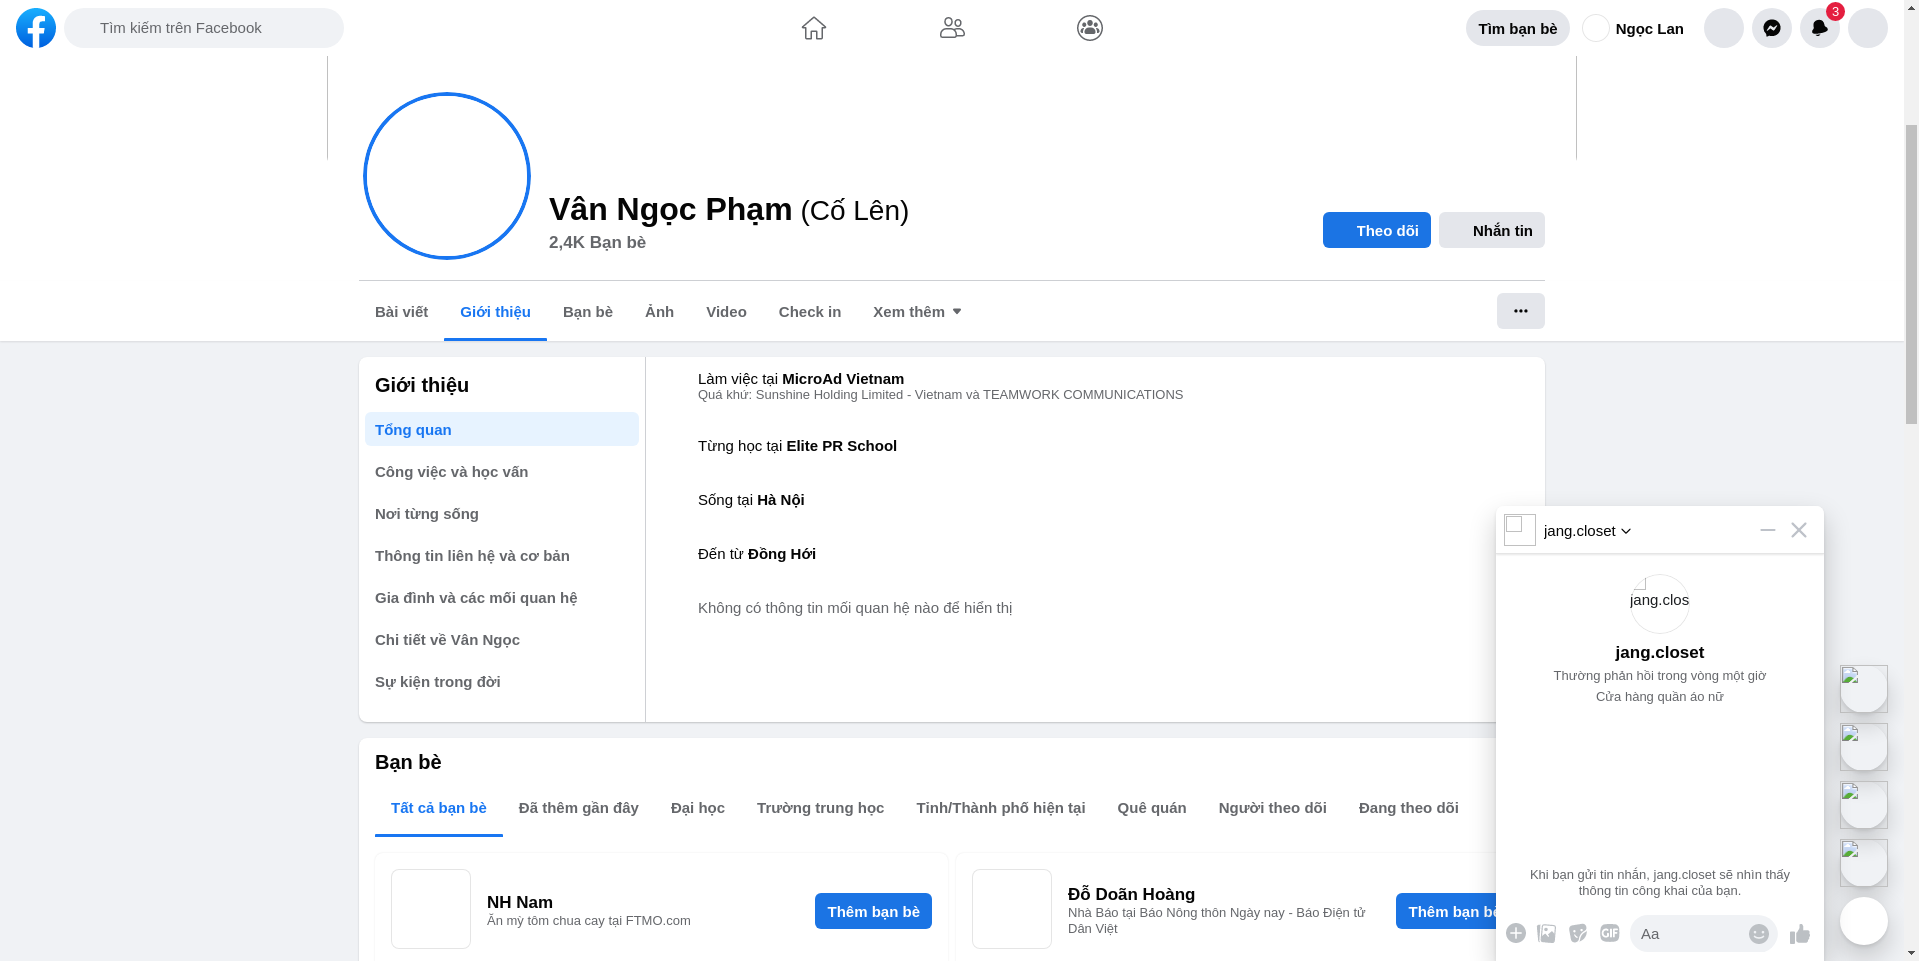 Tìm kiếm trên Facebook
Tìm bạn bè
Ngọc Lan
3
Vân Ngọc Phạm (Cố Lên)
2,4K Bạn bè
Theo dõi
Nhắn tin
Bài viết
Giới thiệu
Bạn bè
Ảnh
Video
Check in
Xem thêm
Giới thiệu
Tổng quan
Công việc và học vấn
Nơi từng sống
Thông tin liên hệ và cơ bản
Gia đình và các mối quan hệ
Chi tiết về Vân Ngọc
Sự kiện trong đời
Làm việc tại MicroAd Vietnam
Quá khứ: Sunshine Holding Limited - Vietnam và TEAMWORK COMMUNICATIONS
Từng học tại Elite PR School
Sống tại Hà Nội
Đến từ Đồng Hới
Không có thông tin mối quan hệ nào để hiển thị
Bạn bè
Tất cả bạn bè
Đã thêm gần đây
Đại học
Trường trung học
Tỉnh/Thành phố hiện tại
Quê quán
Người theo dõi
Đang theo dõi
NH Nam
Ăn mỳ tôm chua cay tại FTMO.com
Thêm bạn bè
Đỗ Doãn Hoàng
Nhà Báo tại Báo Nông thôn Ngày nay - Báo Điện tử
Dân Việt
Thêm bạn bè
jang.closet
jang.clos
jang.closet
Thường phản hồi trong vòng một giờ
Cửa hàng quần áo nữ
Khi bạn gửi tin nhắn, jang.closet sẽ nhìn thấy
thông tin công khai của bạn.
GIF
Aa